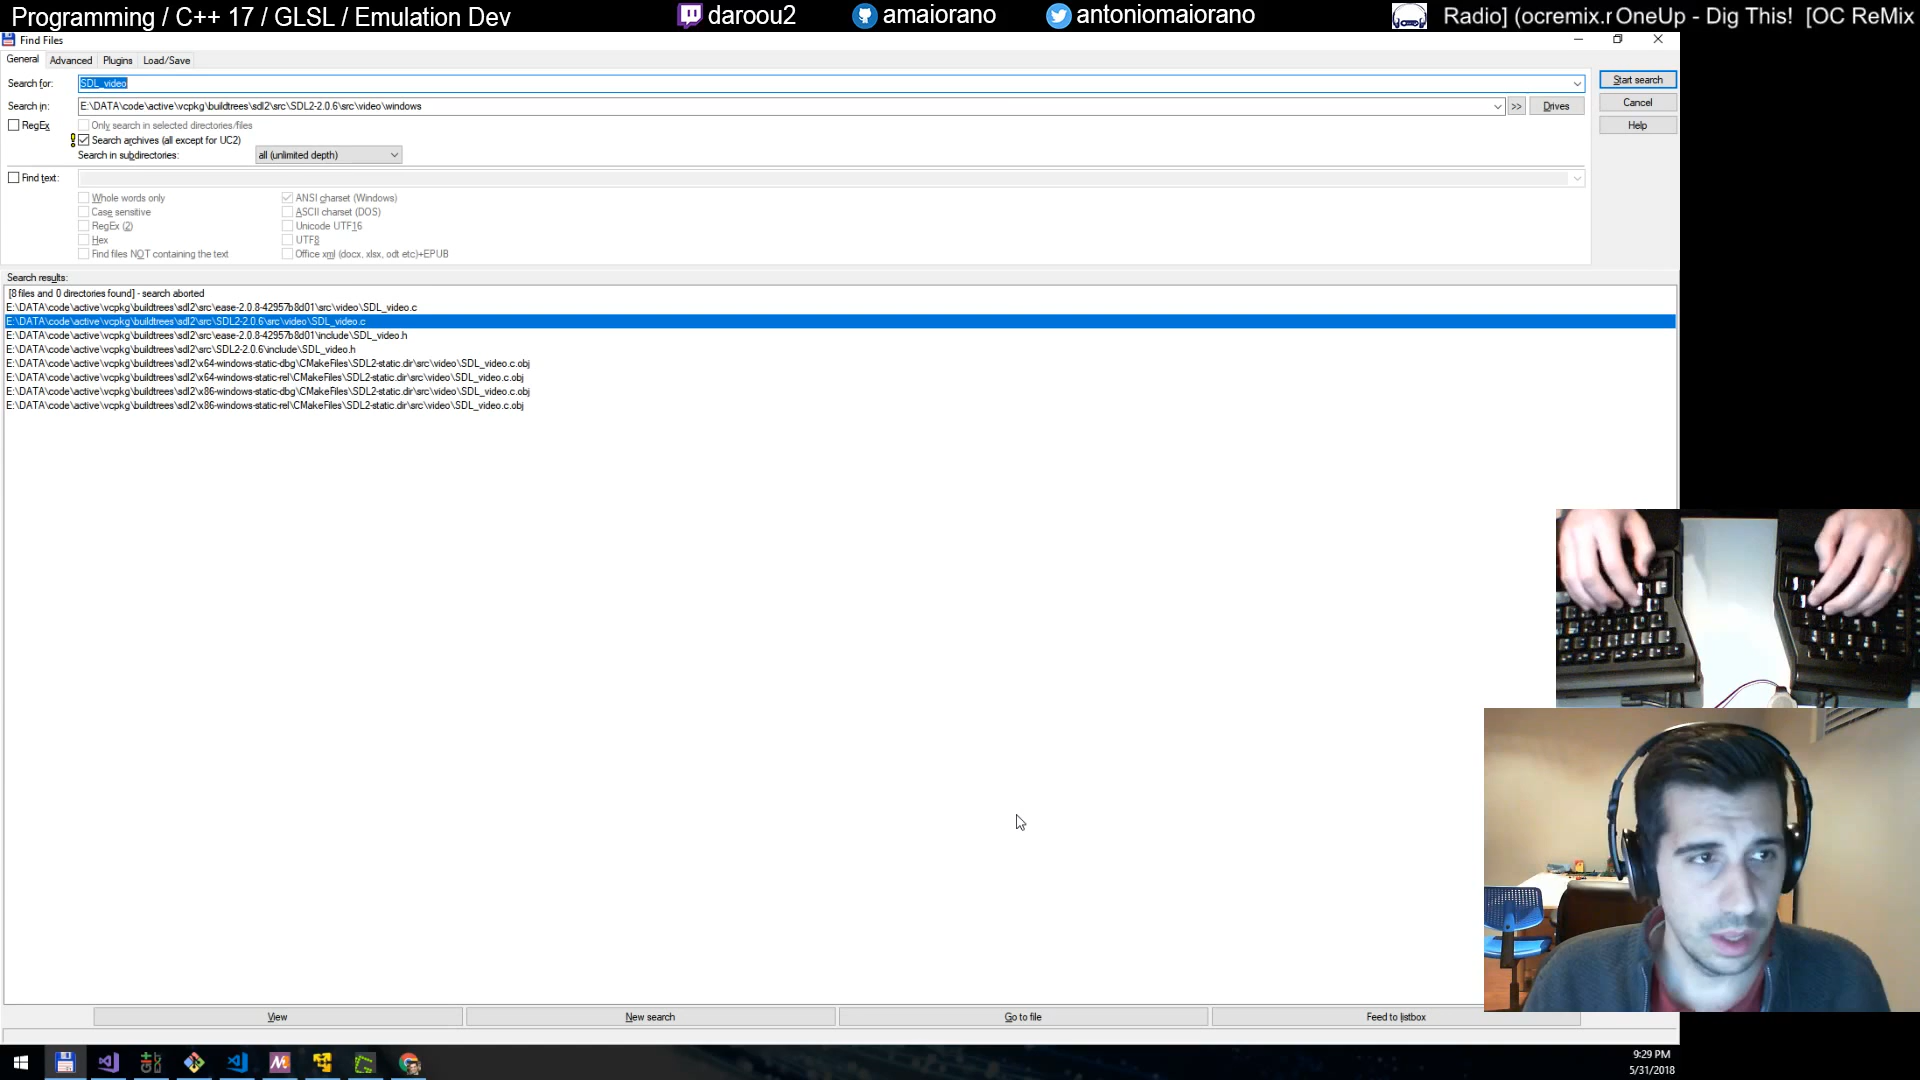 Programming / C++ 17 / GLSL / Emulation Dev
daroou2
amaiorano
antoniomaiorano
Radio] (ocremix.r OneUp - Dig This!  [OC ReMix
Find Files
General
Advanced
Plugins
Load/Save
Search for:
SDL_video
Start search
Search in:
E:\DATA\code\active\vcpkg\buildtrees\sdl2\src\SDL2-2.0.6\src\video\windows
>>
Drives
Cancel
RegEx
Only search in selected directories/files
Help
Search archives (all except for UC2)
Search in subdirectories:
all (unlimited depth)
Find text:
Whole words only
ANSI charset (Windows)
Case sensitive
ASCII charset (DOS)
RegEx (2)
Unicode UTF16
Hex
UTF8
Find files NOT containing the text
Office xml (docx, xlsx, odt etc)+EPUB
Search results:
[8 files and 0 directories found] - search aborted
E:\DATA\code\active\vcpkg\buildtrees\sdl2\src\ease-2.0.8-42957b8d01\src\video\SDL_video.c
E:\DATA\code\active\vcpkg\buildtrees\sdl2\src\SDL2-2.0.6\src\video\SDL_video.c
E:\DATA\code\active\vcpkg\buildtrees\sdl2\src\ease-2.0.8-42957b8d01\include\SDL_video.h
E:\DATA\code\active\vcpkg\buildtrees\sdl2\src\SDL2-2.0.6\include\SDL_video.h
E:\DATA\code\active\vcpkg\buildtrees\sdl2\x64-windows-static-dbg\CMakeFiles\SDL2-static.dir\src\video\SDL_video.c.obj
E:\DATA\code\active\vcpkg\buildtrees\sdl2\x64-windows-static-rel\CMakeFiles\SDL2-static.dir\src\video\SDL_video.c.obj
E:\DATA\code\active\vcpkg\buildtrees\sdl2\x86-windows-static-dbg\CMakeFiles\SDL2-static.dir\src\video\SDL_video.c.obj
E:\DATA\code\active\vcpkg\buildtrees\sdl2\x86-windows-static-rel\CMakeFiles\SDL2-static.dir\src\video\SDL_video.c.obj
View
New search
Go to file
Feed to listbox
9:29 PM
5/31/2018